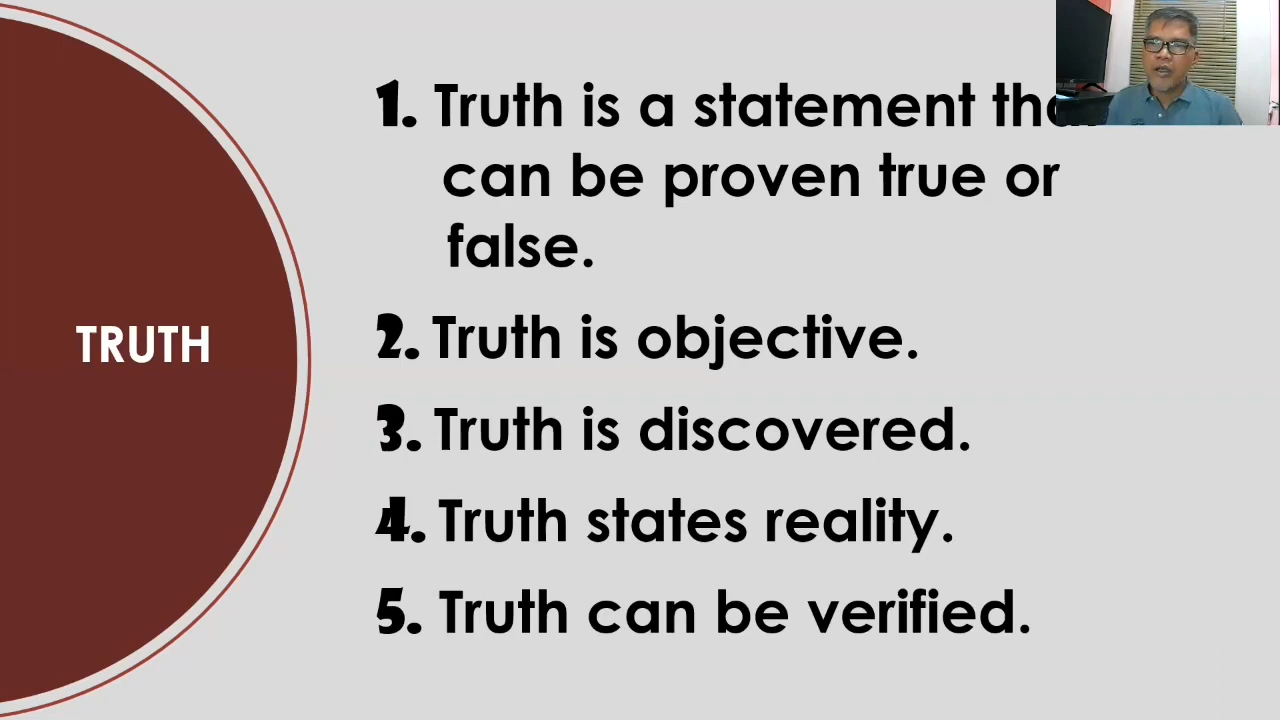 TRUTH
1. Truth is a statement
can be proven true or
false.
2. Truth is objective.
3. Truth is discovered.
4. Truth states reality.
5. Truth can be verified.